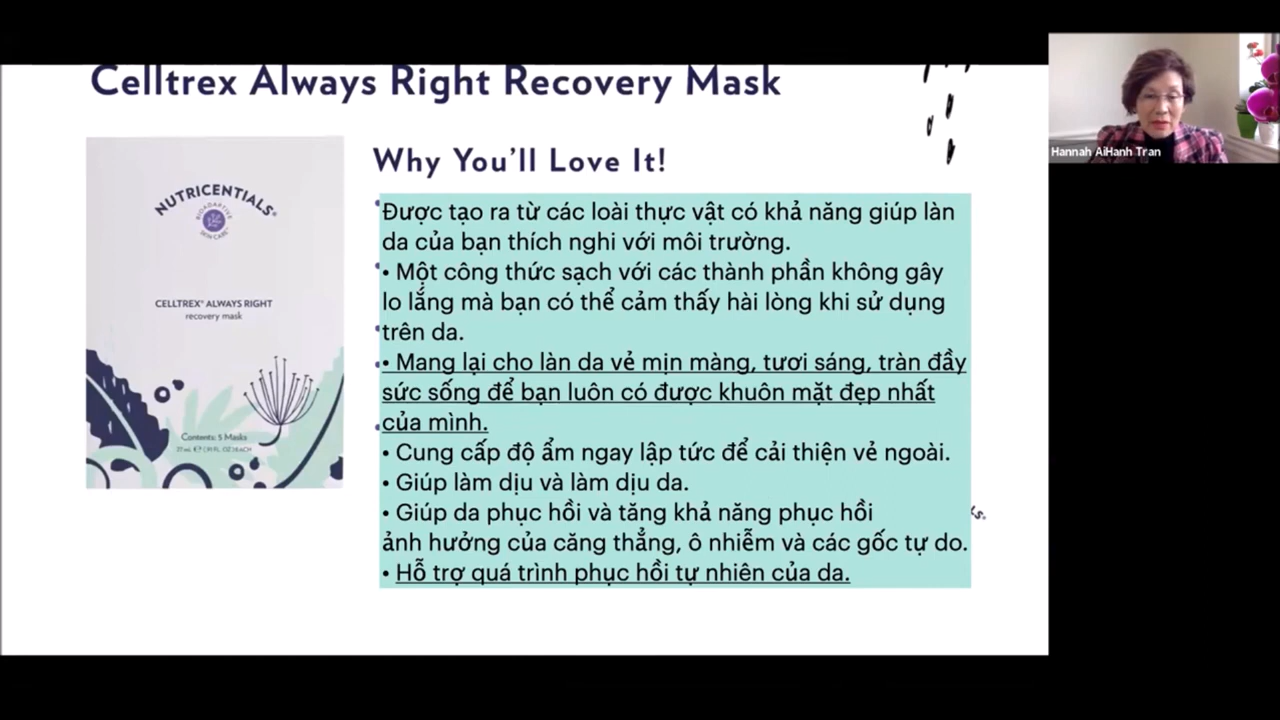 Celltrex Always Right Recovery Mask
Hannah AiHanh Tran
Why You'll Love It!
NUTRICENTIALS®
BIOADAPTIVE
SKIN CARE
CELLTREX® ALWAYS RIGHT
recovery mask
Contents: 5 Masks
Được tạo ra từ các loài thực vật có khả năng giúp làn
da của bạn thích nghi với môi trường.
• Một công thức sạch với các thành phần không gây
lo lắng mà bạn có thể cảm thấy hài lòng khi sử dụng
trên da.
• Mang lại cho làn da vẻ mịn màng, tươi sáng, tràn đầy
sức sống để bạn luôn có được khuôn mặt đẹp nhất
của mình.
• Cung cấp độ ẩm ngay lập tức để cải thiện vẻ ngoài.
• Giúp làm dịu và làm dịu da.
• Giúp da phục hồi và tăng khả năng phục hồi
ảnh hưởng của căng thẳng, ô nhiễm và các gốc tự do.
• Hỗ trợ quá trình phục hồi tự nhiên của da.